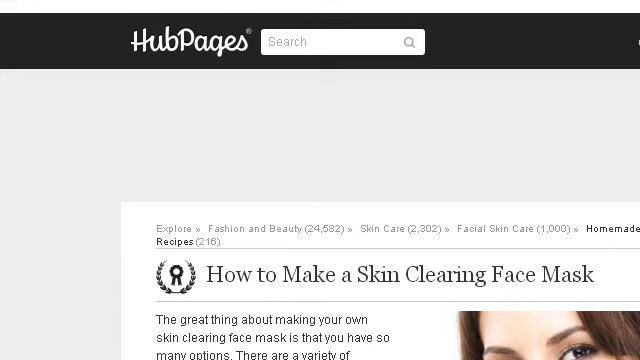 HubPages®
Search
Explore » Fashion and Beauty (24,582) » Skin Care (2,302) » Facial Skin Care (1,000) » Homemade
Recipes (216)
How to Make a Skin Clearing Face Mask
The great thing about making your own
skin clearing face mask is that you have so
many options. There are a variety of